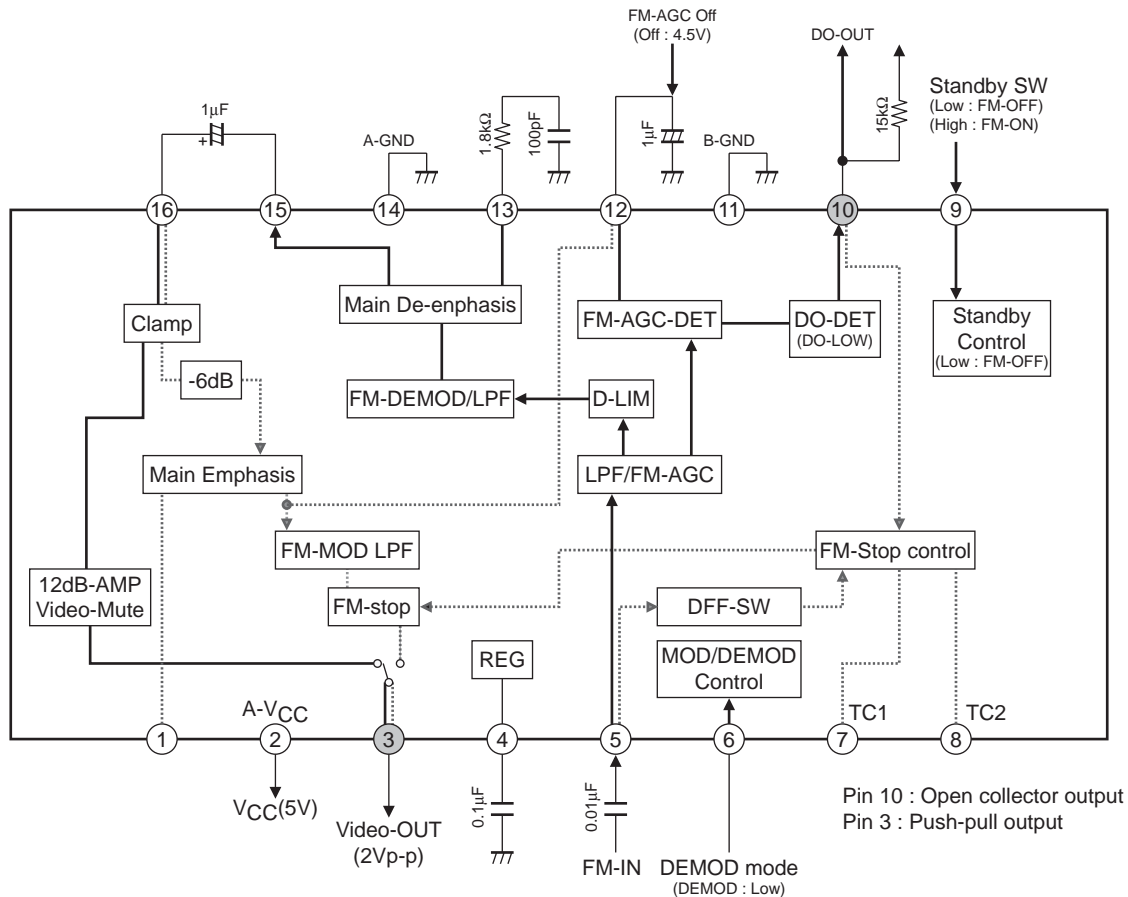 FM-AGC Off
(Off : 4.5V)
DO-OUT
Standby SW
(Low : FM-OFF)
(High : FM-ON)
1µF
+
A-GND
1.8kΩ
100pF
1µF
B-GND
15kΩ
16
15
14
13
12
11
10
9
Clamp
Main De-enphasis
FM-AGC-DET
DO-DET
(DO-LOW)
Standby
Control
(Low : FM-OFF)
-6dB
FM-DEMOD/LPF
D-LIM
Main Emphasis
LPF/FM-AGC
FM-MOD LPF
FM-Stop control
12dB-AMP
Video-Mute
FM-stop
DFF-SW
REG
MOD/DEMOD
Control
A-VCC
TC1
TC2
1
2
3
4
5
6
7
8
VCC(5V)
Video-OUT
(2Vp-p)
0.1µF
0.01µF
FM-IN
DEMOD mode
(DEMOD : Low)
Pin 10 : Open collector output
Pin 3 : Push-pull output